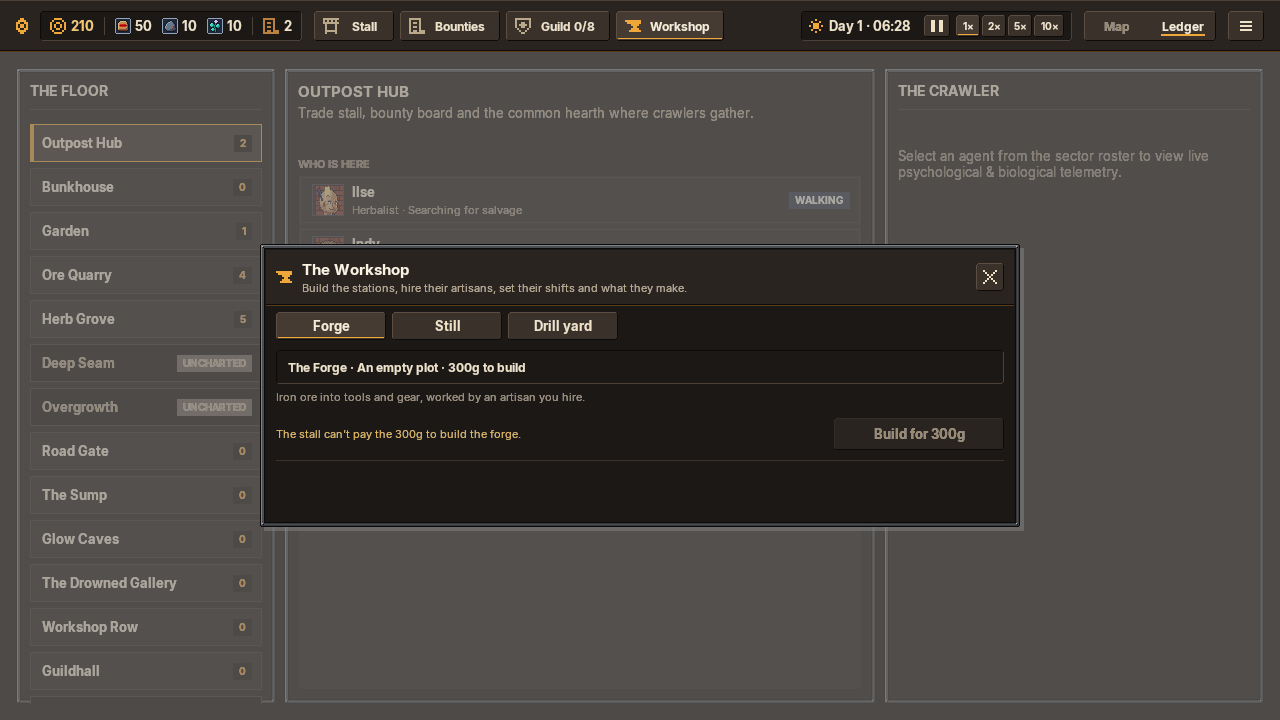 210 50 10 10 2 Stall Bounties Guild 0/8 Workshop Day 1 · 06:28 1x 2x 5x 10x Map Ledger
THE FLOOR
Outpost Hub 2
Bunkhouse 0
Garden 1
Ore Quarry 4
Herb Grove 5
Deep Seam UNCHARTED
Overgrowth UNCHARTED
Road Gate 0
The Sump 0
Glow Caves 0
The Drowned Gallery 0
Workshop Row 0
Guildhall 0
OUTPOST HUB
Trade stall, bounty board and the common hearth where crawlers gather.
WHO IS HERE
Ilse
Herbalist · Searching for salvage
WALKING
THE CRAWLER
Select an agent from the sector roster to view live
psychological & biological telemetry.
The Workshop
Build the stations, hire their artisans, set their shifts and what they make.
Forge Still Drill yard
The Forge · An empty plot · 300g to build
Iron ore into tools and gear, worked by an artisan you hire.
The stall can't pay the 300g to build the forge.
Build for 300g